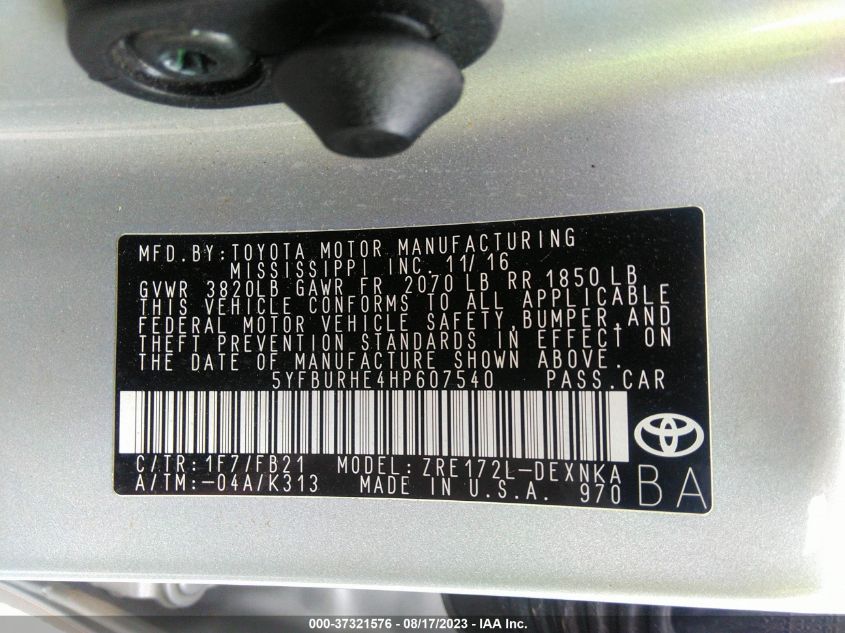 MFD.BY:TOYOTA MOTOR MANUFACTURING
MISSISSIPPI INC. 11/16
GVWR 3820LB GAWR FR 2070 LB RR 1850 LB
THIS VEHICLE CONFORMS TO ALL APPLICABLE
FEDERAL MOTOR VEHICLE SAFETY,BUMPER,AND
THEFT PREVENTION STANDARDS IN EFFECT ON
THE DATE OF MANUFACTURE SHOWN ABOVE.
5YFBURHE4HP607540 PASS.CAR
C/TR:1F7/FB21 MODEL:ZRE172L-DEXNKA
A/TM:-04A/K313 MADE IN U.S.A. 970
BA
000-37321576 - 08/17/2023 - IAA Inc.